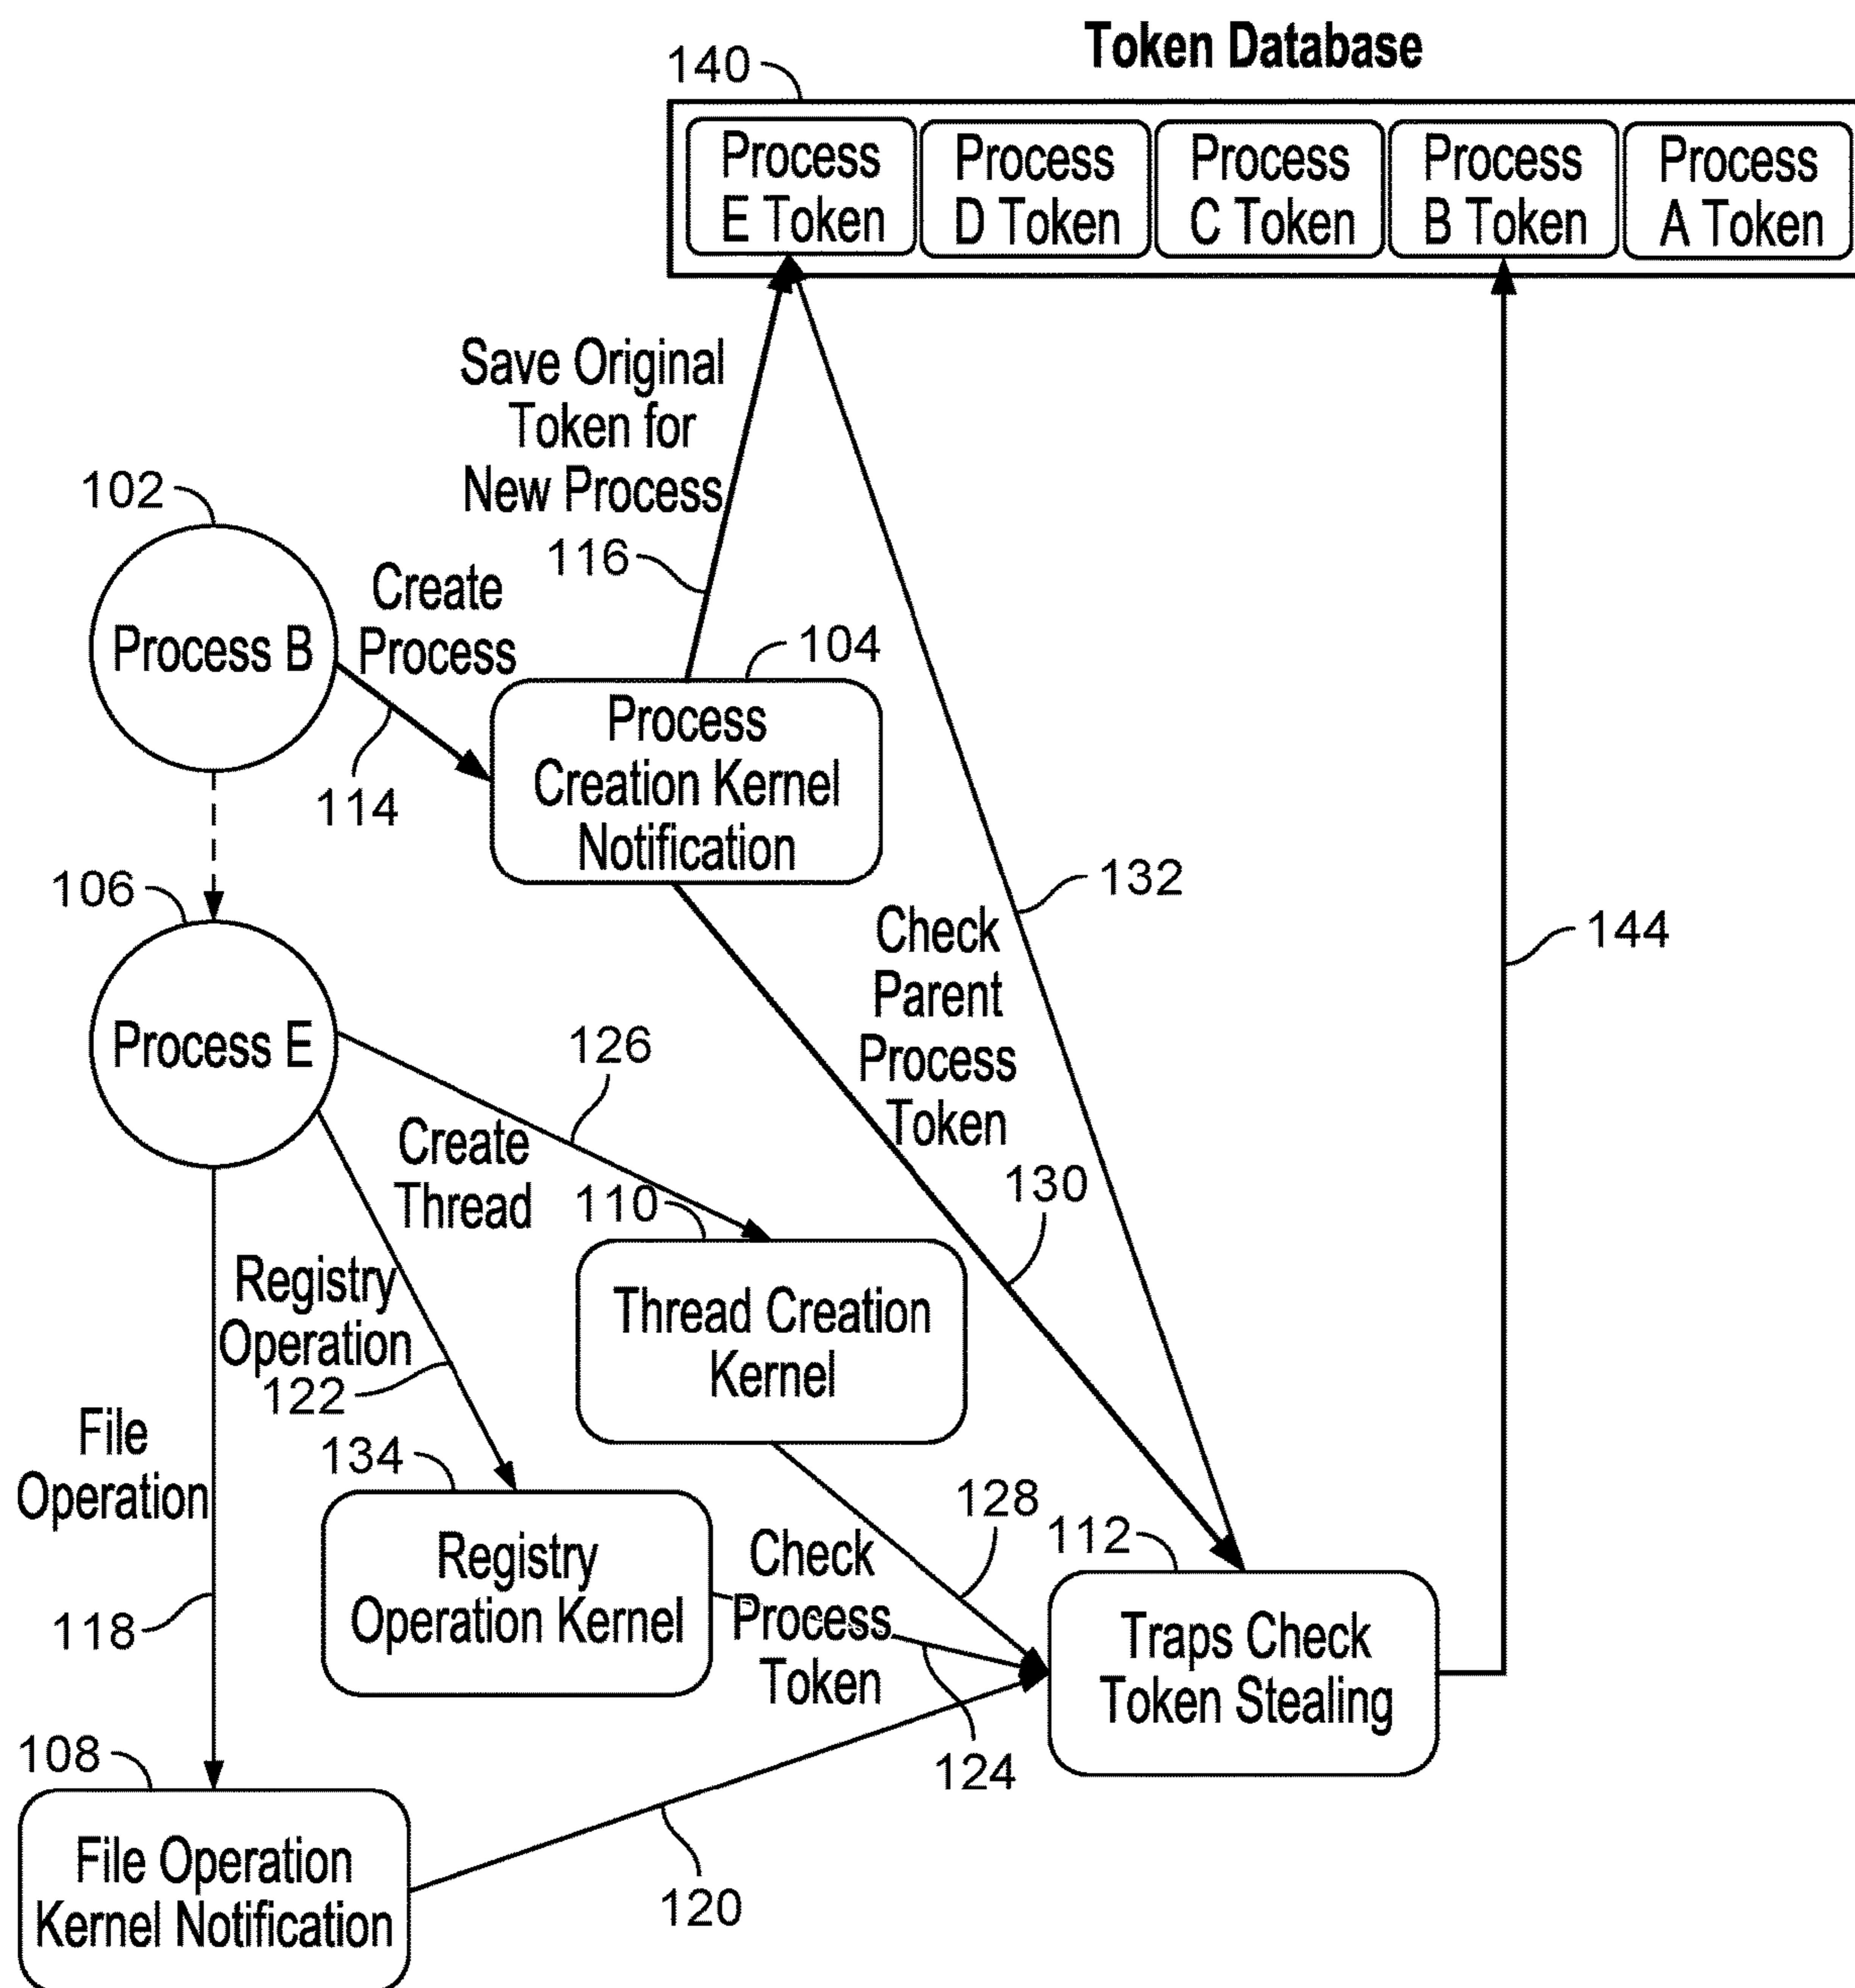 Token Database
140
Process
E Token
Process
D Token
Process
C Token
Process
B Token
Process
A Token
Save Original
Token for
New Process
116
102
Process B
Create
Process
114
104
Process
Creation Kernel
Notification
132
144
106
Process E
Check
Parent
Process
Token
130
126
Create
Thread
110
Thread Creation
Kernel
Registry
Operation
122
File
Operation
118
134
Registry
Operation Kernel
128
Check
Process
Token
124
112
Traps Check
Token Stealing
108
File Operation
Kernel Notification
120